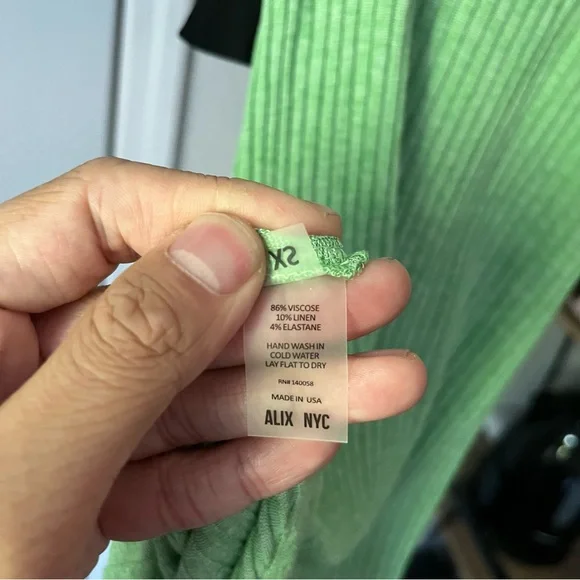 XS
86% VISCOSE
10% LINEN
4% ELASTANE
HAND WASH IN
COLD WATER
LAY FLAT TO DRY
RN# 140058
MADE IN USA
ALIX NYC